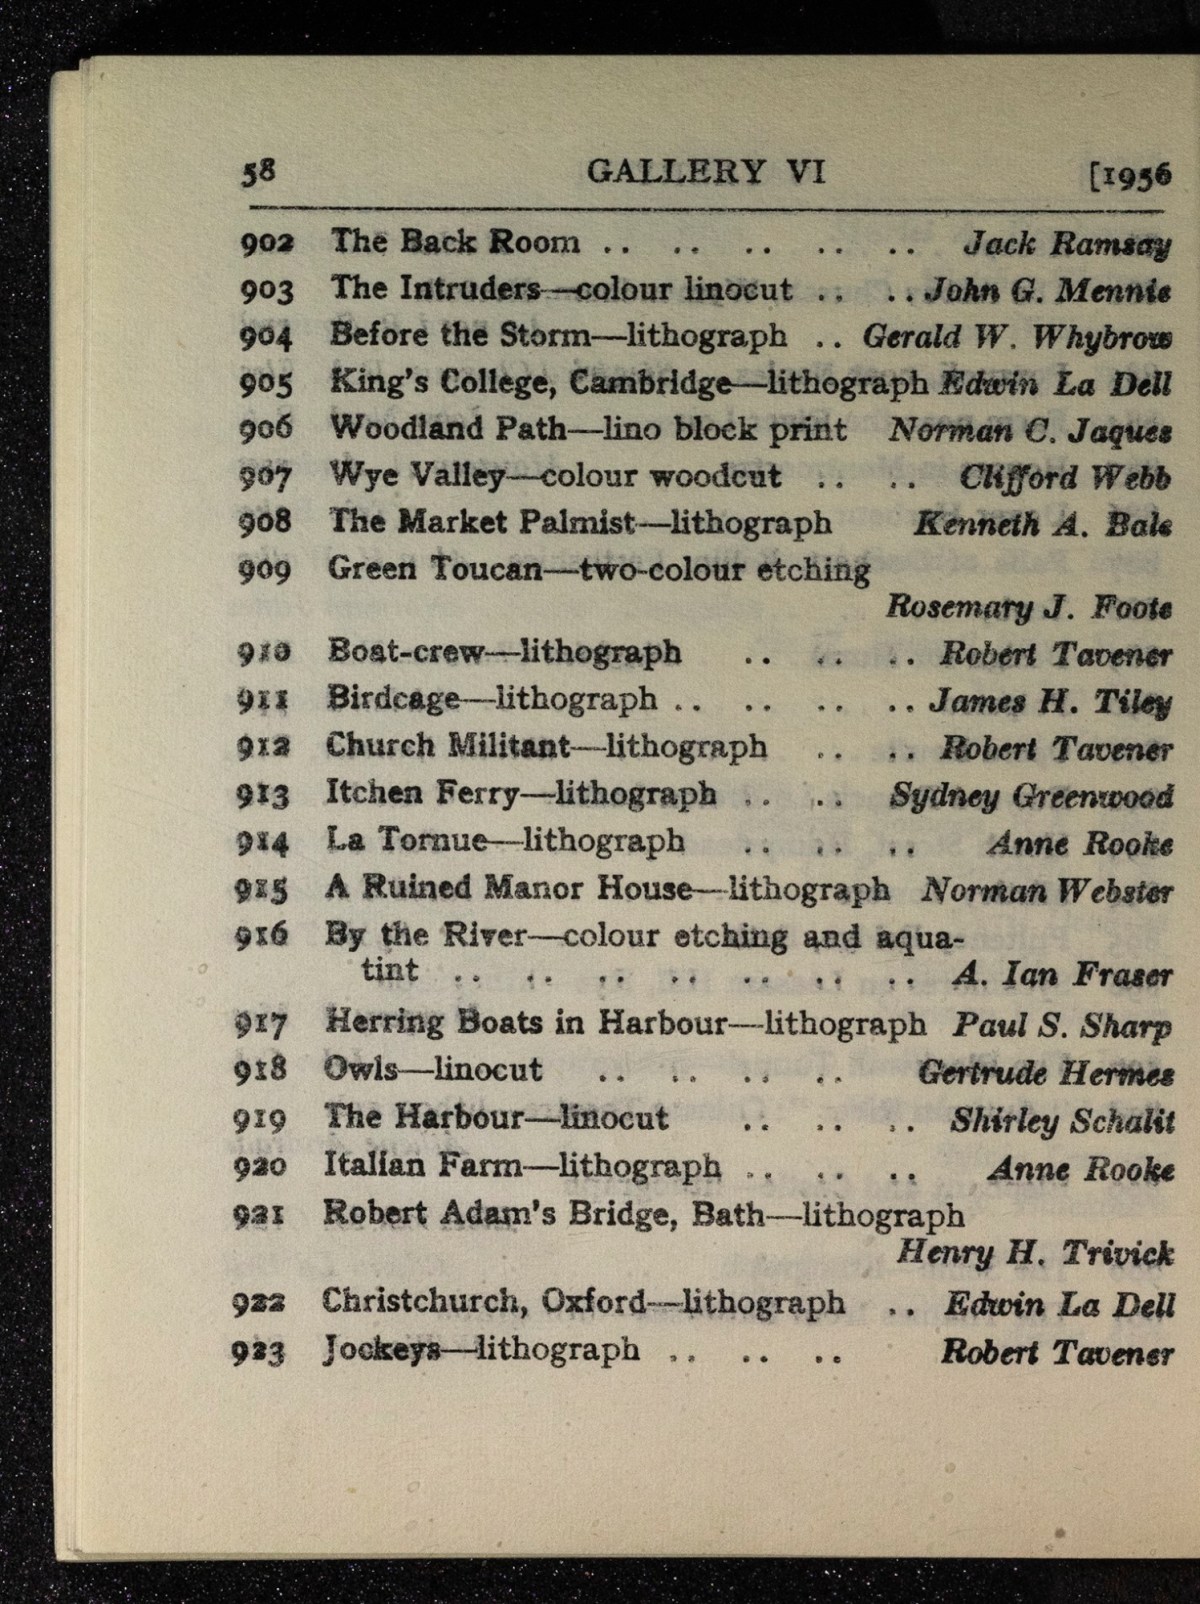 58 GALLERY VI [1956
902 The Back Room .. .. .. .. .. Jack Ramsay
903 The Intruders—colour linocut .. .. John G. Mennie
904 Before the Storm—lithograph .. Gerald W. Whybrow
905 King's College, Cambridge—lithograph Edwin La Dell
906 Woodland Path—lino block print Norman C. Jaques
907 Wye Valley—colour woodcut .. .. Clifford Webb
908 The Market Palmist—lithograph Kenneth A. Bale
909 Green Toucan—two-colour etching
Rosemary J. Foote
910 Boat-crew—lithograph .. .. .. Robert Tavener
911 Birdcage—lithograph .. .. .. .. James H. Tiley
912 Church Militant—lithograph .. .. Robert Tavener
913 Itchen Ferry—lithograph .. .. Sydney Greenwood
914 La Tornue—lithograph .. .. .. Anne Rooke
915 A Ruined Manor House—lithograph Norman Webster
916 By the River—colour etching and aqua-
tint .. .. .. .. .. .. .. A. Ian Fraser
917 Herring Boats in Harbour—lithograph Paul S. Sharp
918 Owls—linocut .. .. .. .. Gertrude Hermes
919 The Harbour—linocut .. .. .. Shirley Schalit
920 Italian Farm—lithograph .. .. .. Anne Rooke
921 Robert Adam's Bridge, Bath—lithograph
Henry H. Trivick
922 Christchurch, Oxford—lithograph .. Edwin La Dell
923 Jockeys—lithograph .. .. .. Robert Tavener